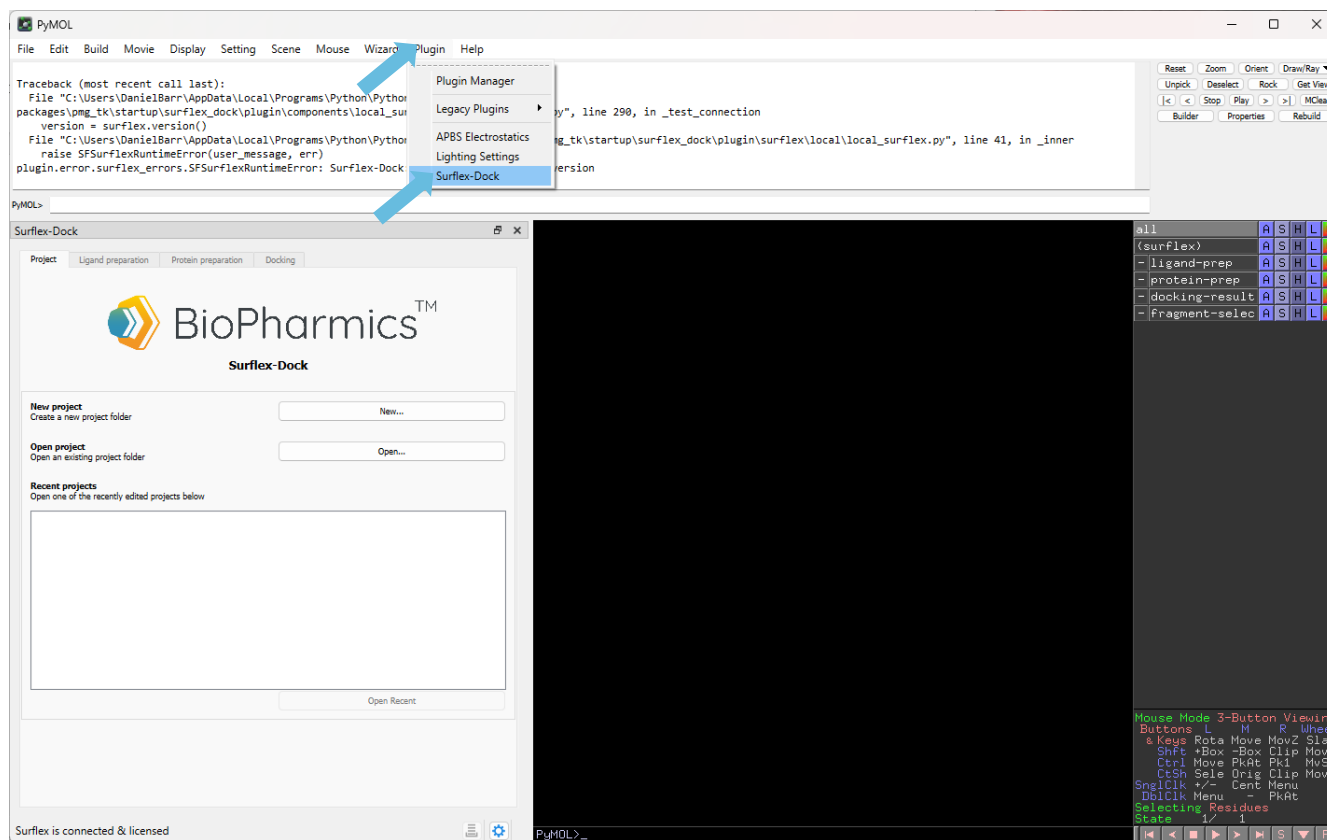 PyMOL
File Edit Build Movie Display Setting Scene Mouse Wizard Plugin Help
Traceback (most recent call last):
File "C:\Users\DanielBarr\AppData\Local\Programs\Python\Python
packages\pmg_tk\startup\surflex_dock\plugin\components\local_sur py", line 290, in _test_connection
version = surflex.version()
File "C:\Users\DanielBarr\AppData\Local\Programs\Python\Python mg_tk\startup\surflex_dock\plugin\surflex\local\local_surflex.py", line 41, in _inner
raise SFSurflexRuntimeError(user_message, err)
plugin.error.surflex_errors.SFSurflexRuntimeError: Surflex-Dock version
Plugin Manager
Legacy Plugins
APBS Electrostatics
Lighting Settings
Surflex-Dock
Reset Zoom Orient Draw/Ray
Unpick Deselect Rock Get View
|< < Stop Play > >| MClea
Builder Properties Rebuild
PyMOL>
Surflex-Dock
Project Ligand preparation Protein preparation Docking
BioPharmics™
Surflex-Dock
New project
Create a new project folder
New...
Open project
Open an existing project folder
Open...
Recent projects
Open one of the recently edited projects below
Open Recent
Surflex is connected & licensed
all A S H L
(surflex) A S H L
- ligand-prep A S H L
- protein-prep A S H L
- docking-result A S H L
- fragment-selec A S H L
Mouse Mode 3-Button Viewin
Buttons L M R Whee
& Keys Rota Move MovZ Sla
Shft +Box -Box Clip Mov
Ctrl Move PkAt Pk1 MvS
CtSh Sele Orig Clip Mov
SnglClk +/- Cent Menu
DblClk Menu - PkAt
Selecting Residues
State 1/ 1
PyMOL>_
S